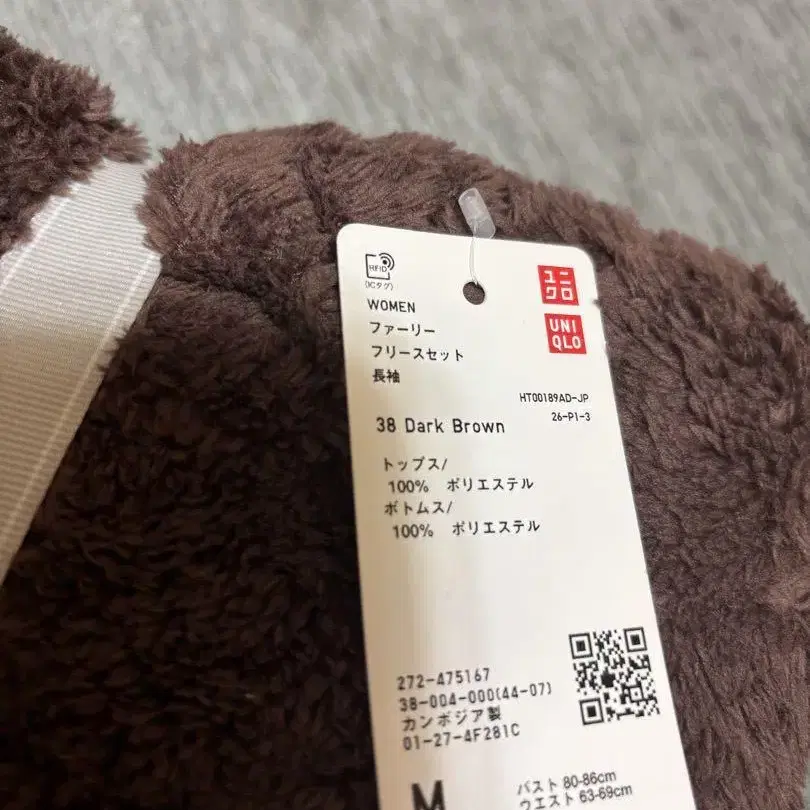 RFID
(ICタグ)
ユニクロ
UNI
QLO
WOMEN
ファーリー
フリースセット
長袖
HT00189AD-JP
26-P1-3
38 Dark Brown
トップス/
100% ポリエステル
ボトムス/
100% ポリエステル
272-475167
38-004-000(44-07)
カンボジア製
01-27-4F281C
M
バスト 80-86cm
ウエスト 63-69cm